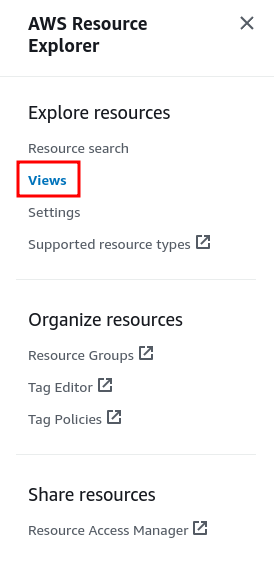 AWS Resource
Explorer
Explore resources
Resource search
Views
Settings
Supported resource types
Organize resources
Resource Groups
Tag Editor
Tag Policies
Share resources
Resource Access Manager